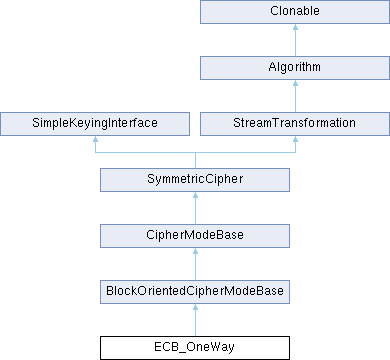 Clonable
Algorithm
SimpleKeyingInterface
StreamTransformation
SymmetricCipher
CipherModeBase
BlockOrientedCipherModeBase
ECB_OneWay